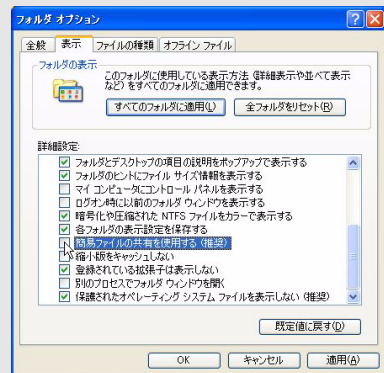 フォルダ オプション
全般 表示 ファイルの種類 オフライン ファイル
フォルダの表示
このフォルダに使用している表示方法 (詳細表示や並べて表示
など) をすべてのフォルダに適用できます。
すべてのフォルダに適用(L) 全フォルダをリセット(R)
詳細設定:
フォルダとデスクトップの項目の説明をポップアップで表示する
フォルダのヒントにファイル サイズ情報を表示する
マイ コンピュータにコントロール パネルを表示する
ログオン時に以前のフォルダ ウィンドウを表示する
暗号化や圧縮された NTFS ファイルをカラーで表示する
各フォルダの表示設定を保存する
簡易ファイルの共有を使用する (推奨)
縮小版をキャッシュしない
登録されている拡張子は表示しない
別のプロセスでフォルダ ウィンドウを開く
保護されたオペレーティング システム ファイルを表示しない (推奨)
既定値に戻す(D)
OK キャンセル 適用(A)